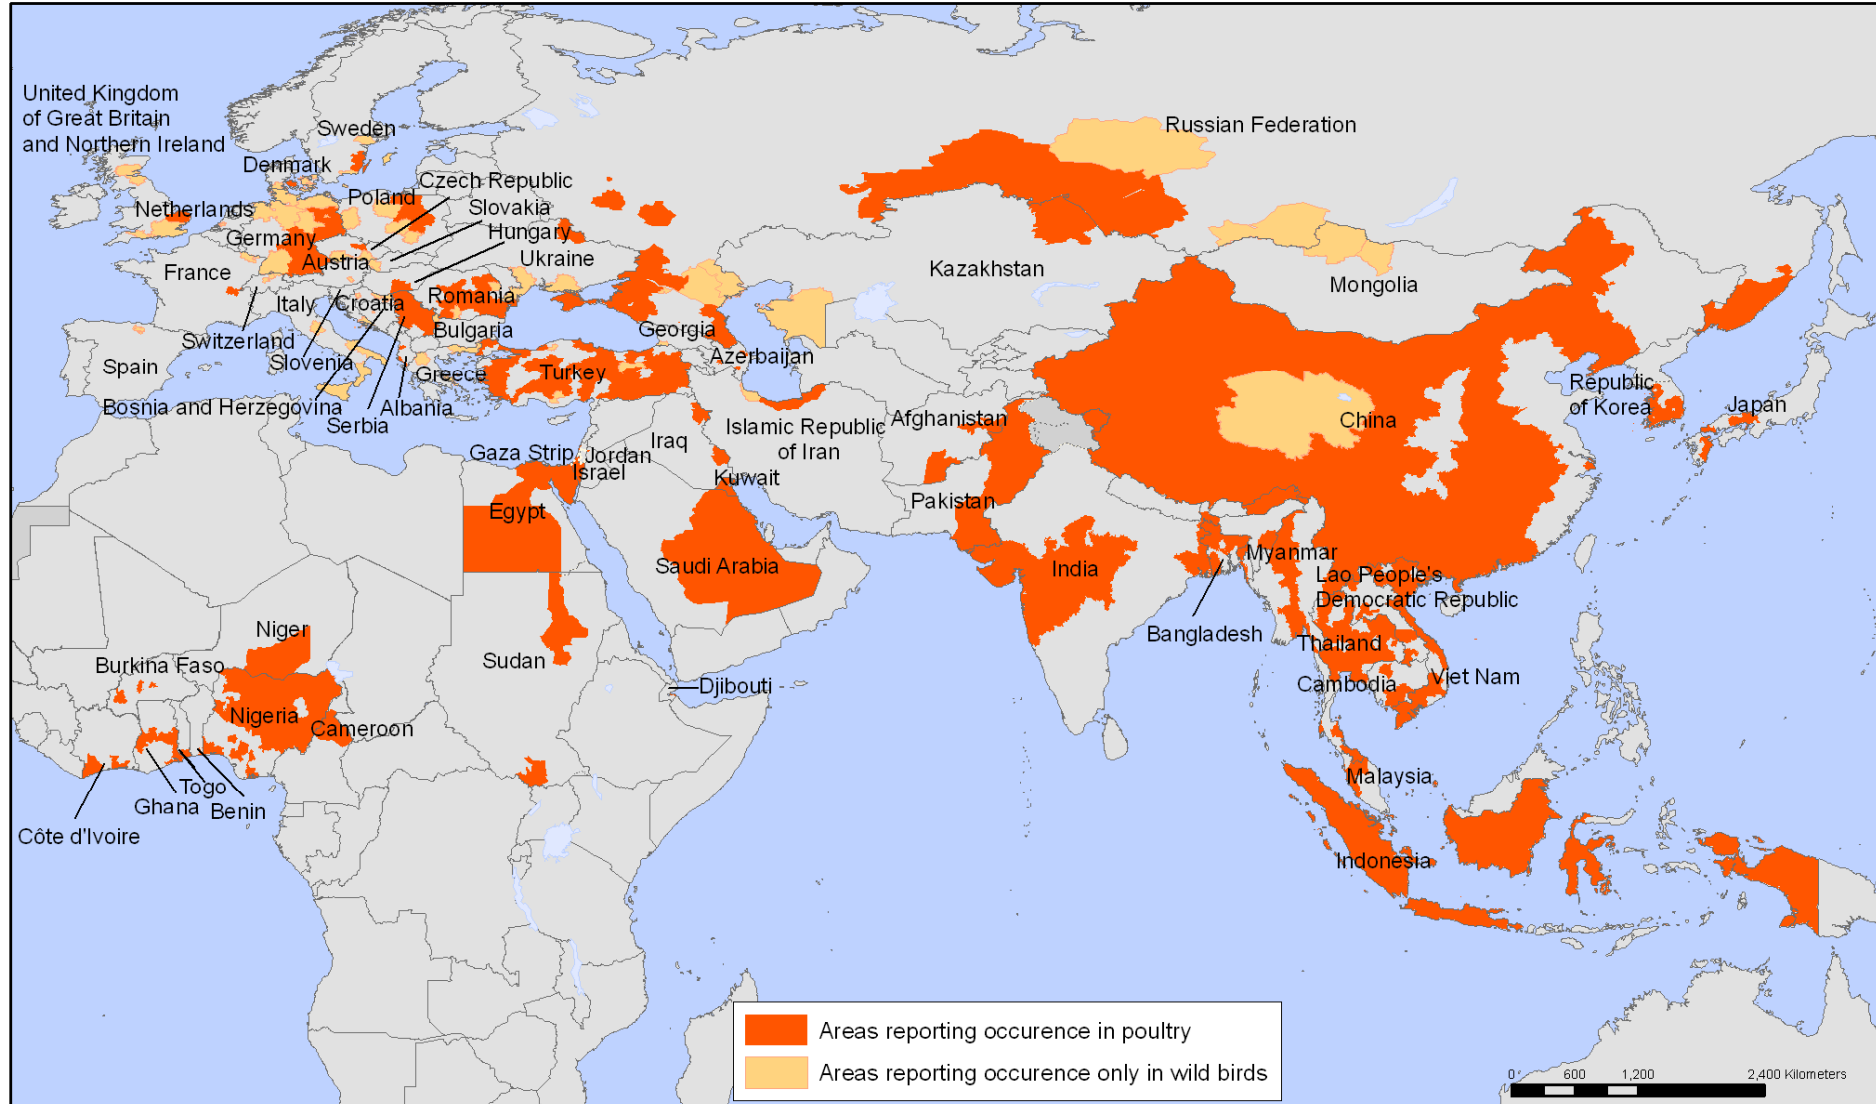 United Kingdom
of Great Britain
and Northern Ireland
Sweden
Denmark
Russian Federation
Czech Republic
Poland
Slovakia
Netherlands
Hungary
Germany
Ukraine
Austria
France
Kazakhstan
Mongolia
Italy
Croatia
Romania
Bulgaria
Georgia
Switzerland
Slovenia
Azerbaijan
Spain
Greece
Turkey
Bosnia and Herzegovina
Albania
Serbia
Republic
of Korea
Japan
China
Afghanistan
Islamic Republic
of Iran
Iraq
Gaza Strip
Jordan
Israel
Kuwait
Pakistan
Egypt
Saudi Arabia
India
Myanmar
Lao People's
Democratic Republic
Bangladesh
Thailand
Niger
Burkina Faso
Sudan
Djibouti
Cambodia
Viet Nam
Nigeria
Cameroon
Togo
Ghana
Benin
Côte d'Ivoire
Malaysia
Indonesia
Areas reporting occurence in poultry
Areas reporting occurence only in wild birds
0 600 1,200 2,400 Kilometers